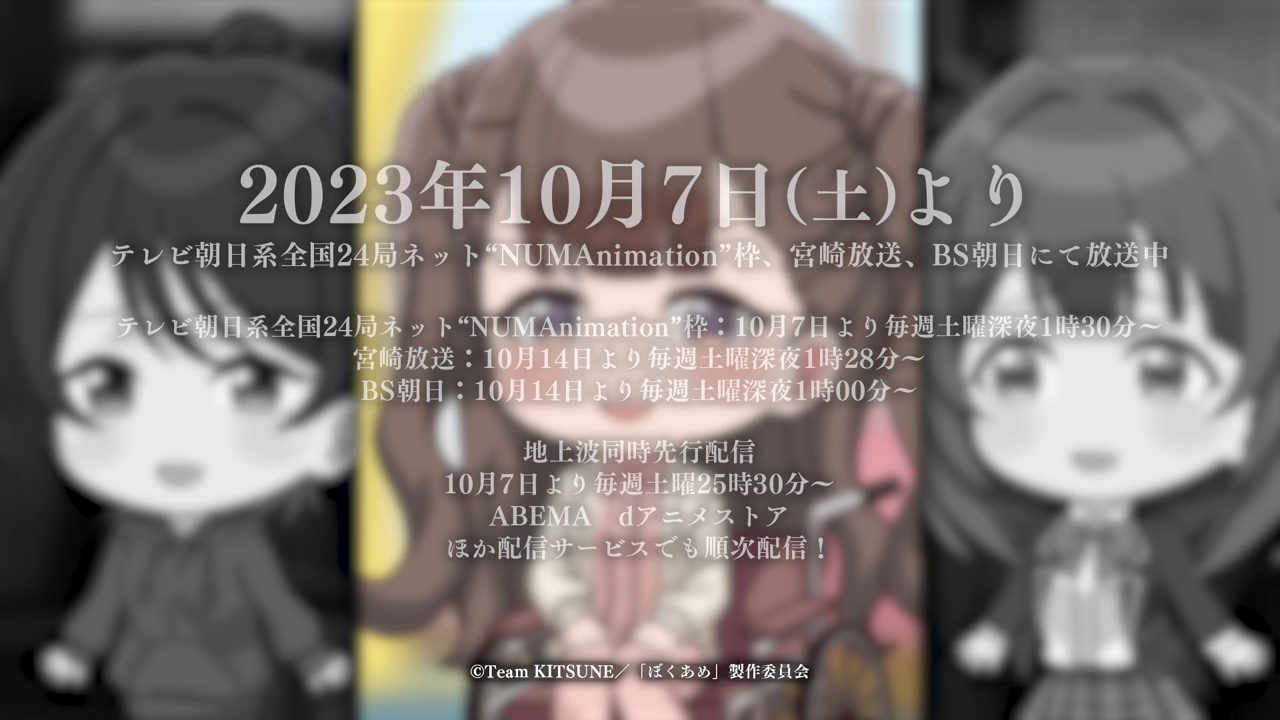 2023年10月7日(土)より
テレビ朝日系全国24局ネット“NUMAnimation”枠、宮崎放送、BS朝日にて放送中
テレビ朝日系全国24局ネット“NUMAnimation”枠：10月7日より毎週土曜深夜1時30分～
宮崎放送：10月14日より毎週土曜深夜1時28分～
BS朝日：10月14日より毎週土曜深夜1時00分～
地上波同時先行配信
10月7日より毎週土曜25時30分～
ABEMA　dアニメストア
ほか配信サービスでも順次配信！
©Team KITSUNE／「ぼくあめ」製作委員会